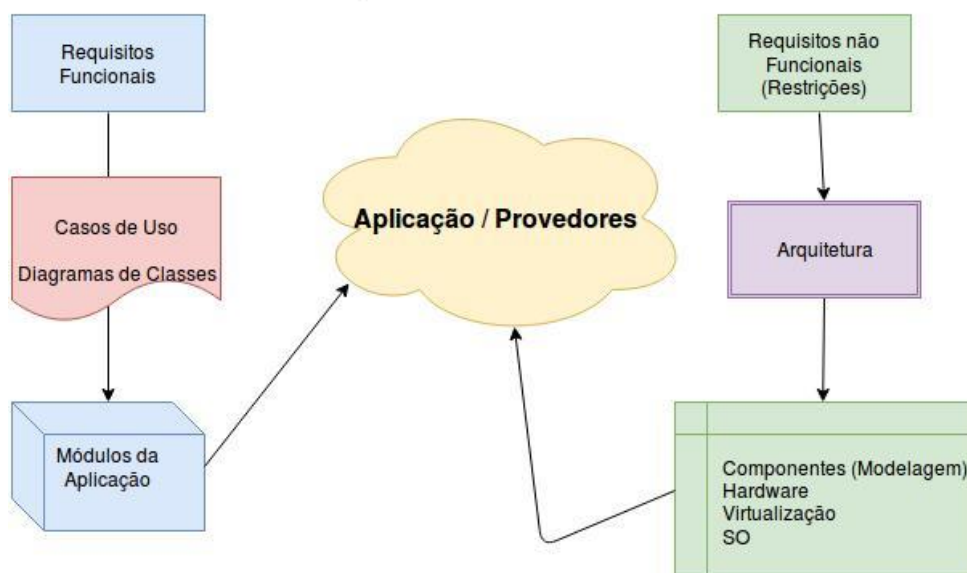 Requisitos
Funcionais
Casos de Uso
Diagramas de Classes
Módulos da
Aplicação
Aplicação / Provedores
Requisitos não
Funcionais
(Restrições)
Arquitetura
Componentes (Modelagem)
Hardware
Virtualização
SO